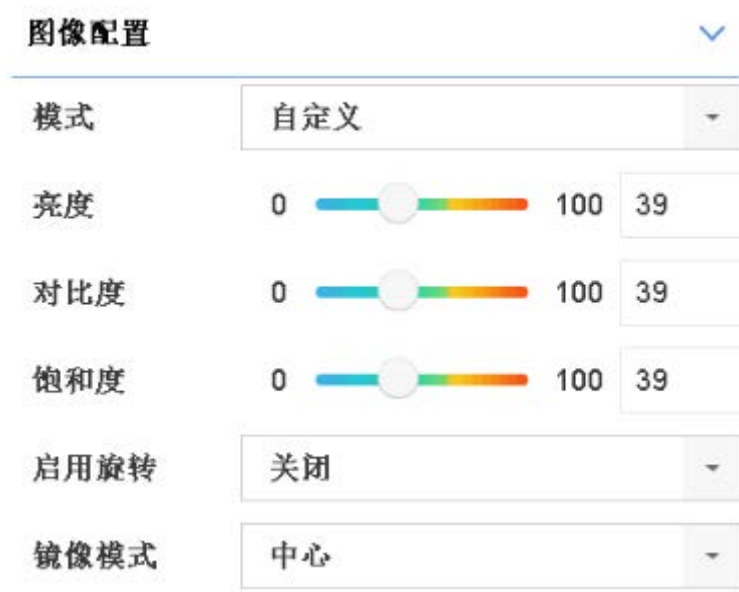 图像配置
模式 自定义
亮度 0 100 39
对比度 0 100 39
饱和度 0 100 39
启用旋转 关闭
镜像模式 中心